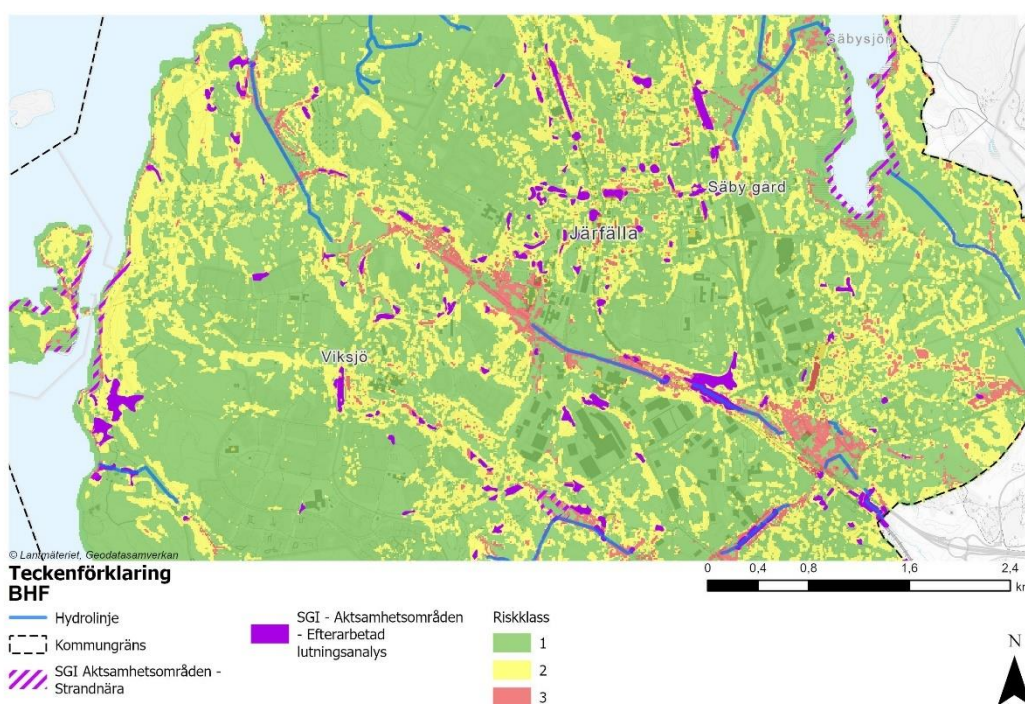 Säbysjön
Säby gård
Järfälla
Viksjö
© Lantmäteriet, Geodatasamverkan
Teckenförklaring
BHF
Hydrolinje
Kommungräns
SGI Aktsamhetsområden -
Strandnära
SGI - Aktsamhetsområden
- Efterarbetad
lutningsanalys
Riskklass
1
2
3
0 0,4 0,8 1,6 2,4
km
N